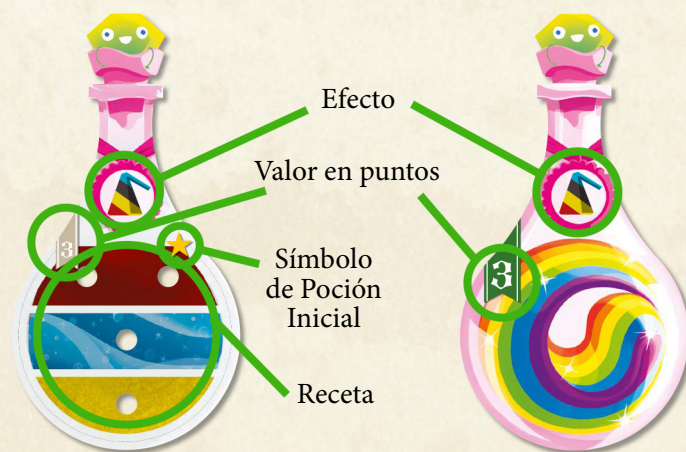 Efecto
Valor en puntos
3
3
Símbolo
de Poción
Inicial
Receta